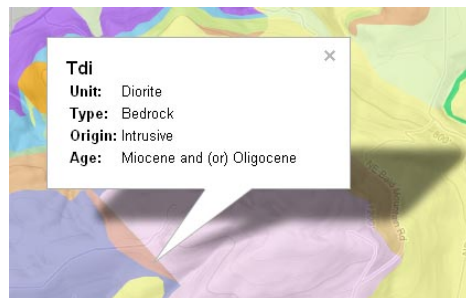 ×
Tdi
Unit: Diorite
Type: Bedrock
Origin: Intrusive
Age: Miocene and (or) Oligocene